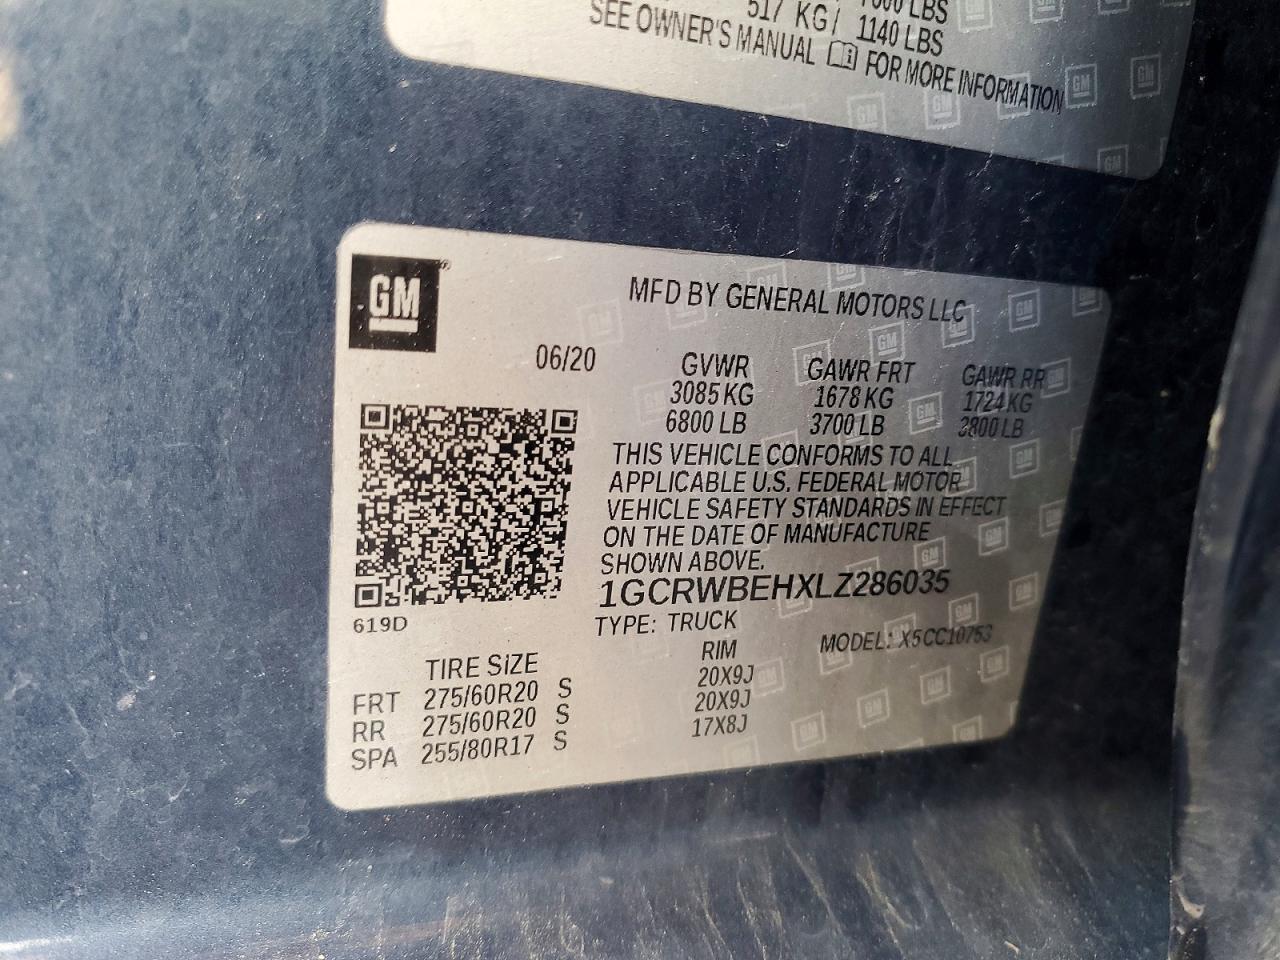 517 KG / 1140 LBS
SEE OWNER'S MANUAL FOR MORE INFORMATION
GM
MFD BY GENERAL MOTORS LLC
06/20 GVWR GAWR FRT GAWR RR
3085 KG 1678 KG 1724 KG
6800 LB 3700 LB 3800 LB
THIS VEHICLE CONFORMS TO ALL
APPLICABLE U.S. FEDERAL MOTOR
VEHICLE SAFETY STANDARDS IN EFFECT
ON THE DATE OF MANUFACTURE
SHOWN ABOVE.
1GCRWBEHXLZ286035
619D
TYPE: TRUCK MODEL: X5CC10753
TIRE SIZE RIM
FRT 275/60R20 S 20X9J
RR 275/60R20 S 20X9J
SPA 255/80R17 S 17X8J